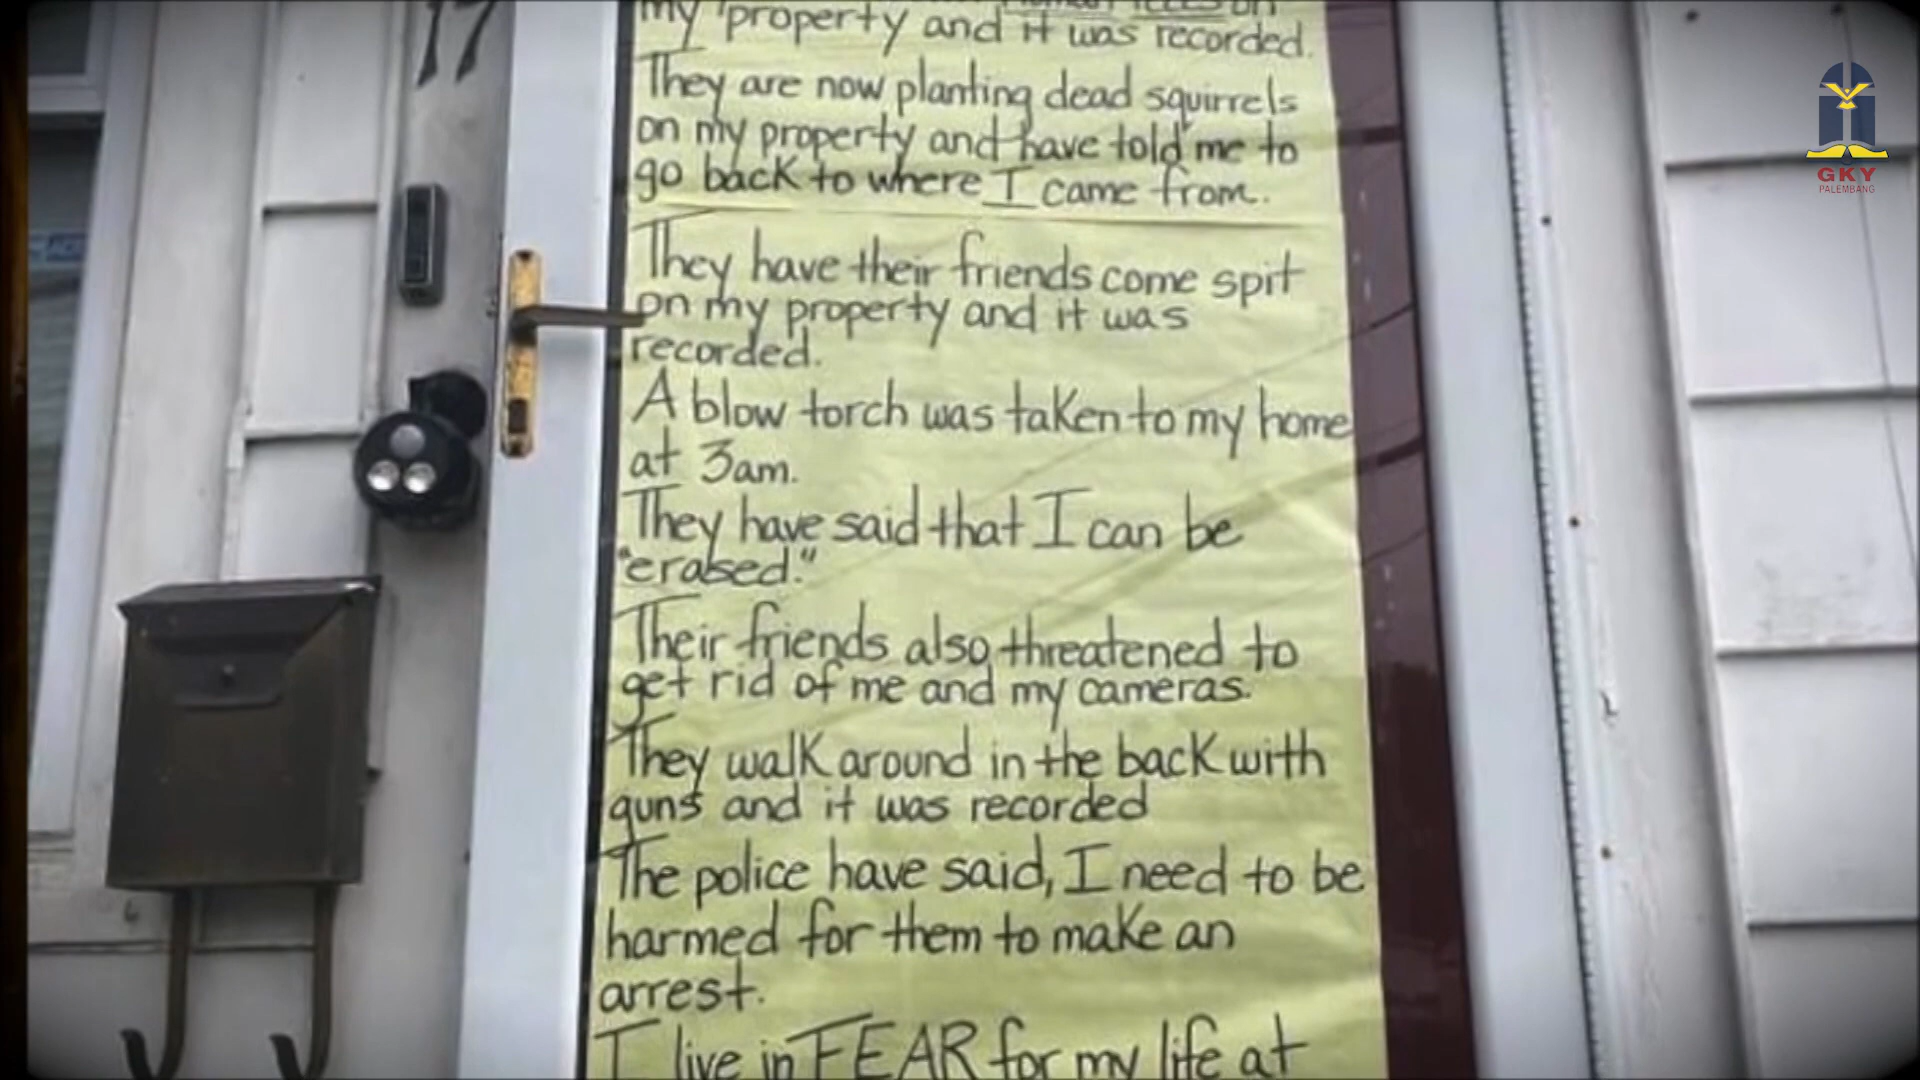 17
my property and it was recorded.
They are now planting dead squirrels
on my property and have told me to
go back to where I came from.
They have their friends come spit
on my property and it was
recorded.
A blow torch was taken to my home
at 3am.
They have said that I can be
"erased."
Their friends also threatened to
get rid of me and my cameras.
They walk around in the back with
guns and it was recorded
The police have said, I need to be
harmed for them to make an
arrest.
I live in FEAR for my life at
GKY
PALEMBANG